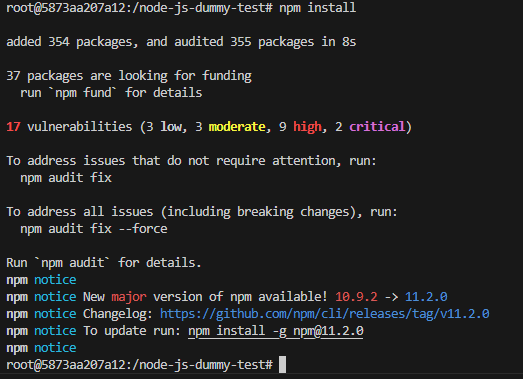 root@5873aa207a12:/node-js-dummy-test# npm install
added 354 packages, and audited 355 packages in 8s
37 packages are looking for funding
  run `npm fund` for details
17 vulnerabilities (3 low, 3 moderate, 9 high, 2 critical)
To address issues that do not require attention, run:
  npm audit fix
To address all issues (including breaking changes), run:
  npm audit fix --force
Run `npm audit` for details.
npm notice
npm notice New major version of npm available! 10.9.2 -> 11.2.0
npm notice Changelog: https://github.com/npm/cli/releases/tag/v11.2.0
npm notice To update run: npm install -g npm@11.2.0
npm notice
root@5873aa207a12:/node-js-dummy-test#